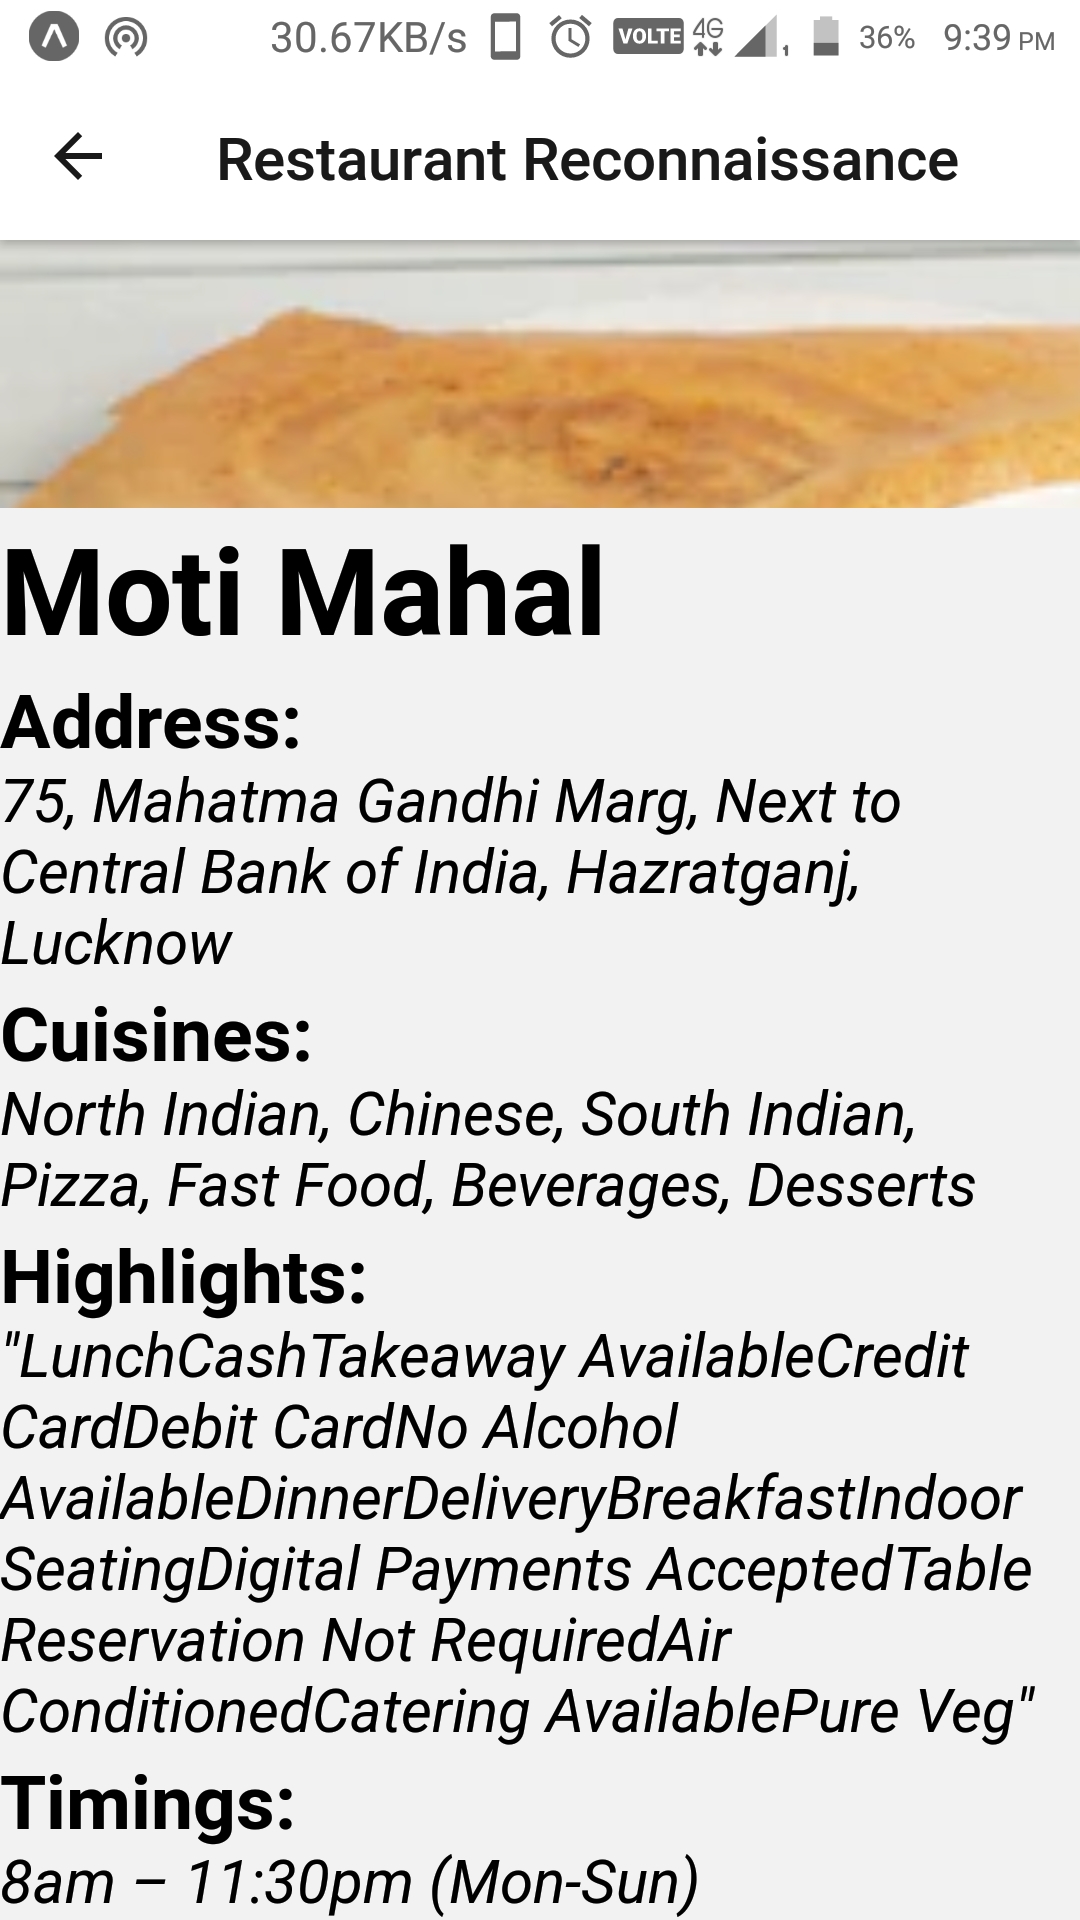 30.67KB/s VOLTE 4G 1 36% 9:39 PM
Restaurant Reconnaissance
Moti Mahal
Address:
75, Mahatma Gandhi Marg, Next to
Central Bank of India, Hazratganj,
Lucknow
Cuisines:
North Indian, Chinese, South Indian,
Pizza, Fast Food, Beverages, Desserts
Highlights:
"LunchCashTakeaway AvailableCredit
CardDebit CardNo Alcohol
AvailableDinnerDeliveryBreakfastIndoor
SeatingDigital Payments AcceptedTable
Reservation Not RequiredAir
ConditionedCatering AvailablePure Veg"
Timings:
8am – 11:30pm (Mon-Sun)